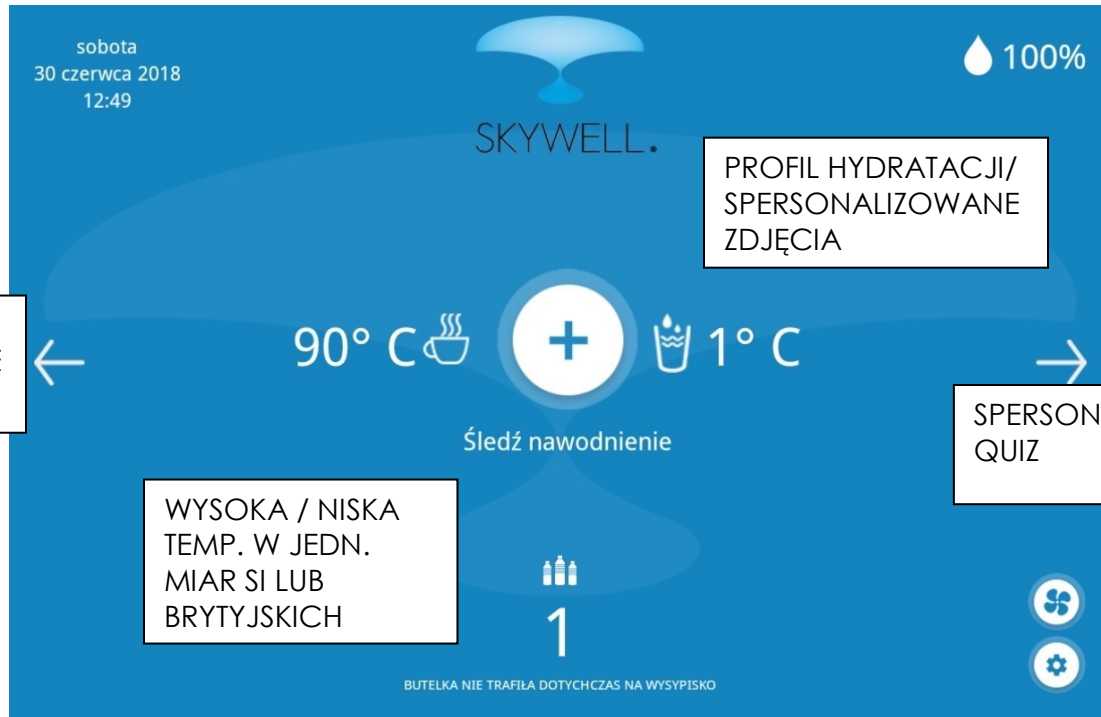 sobota
30 czerwca 2018
12:49
100%
SKYWELL.
PROFIL HYDRATACJI/
SPERSONALIZOWANE
ZDJĘCIA
90° C
1° C
Śledź nawodnienie
SPERSON
QUIZ
WYSOKA / NISKA
TEMP. W JEDN.
MIAR SI LUB
BRYTYJSKICH
1
BUTELKA NIE TRAFIŁA DOTYCHCZAS NA WYSYPISKO